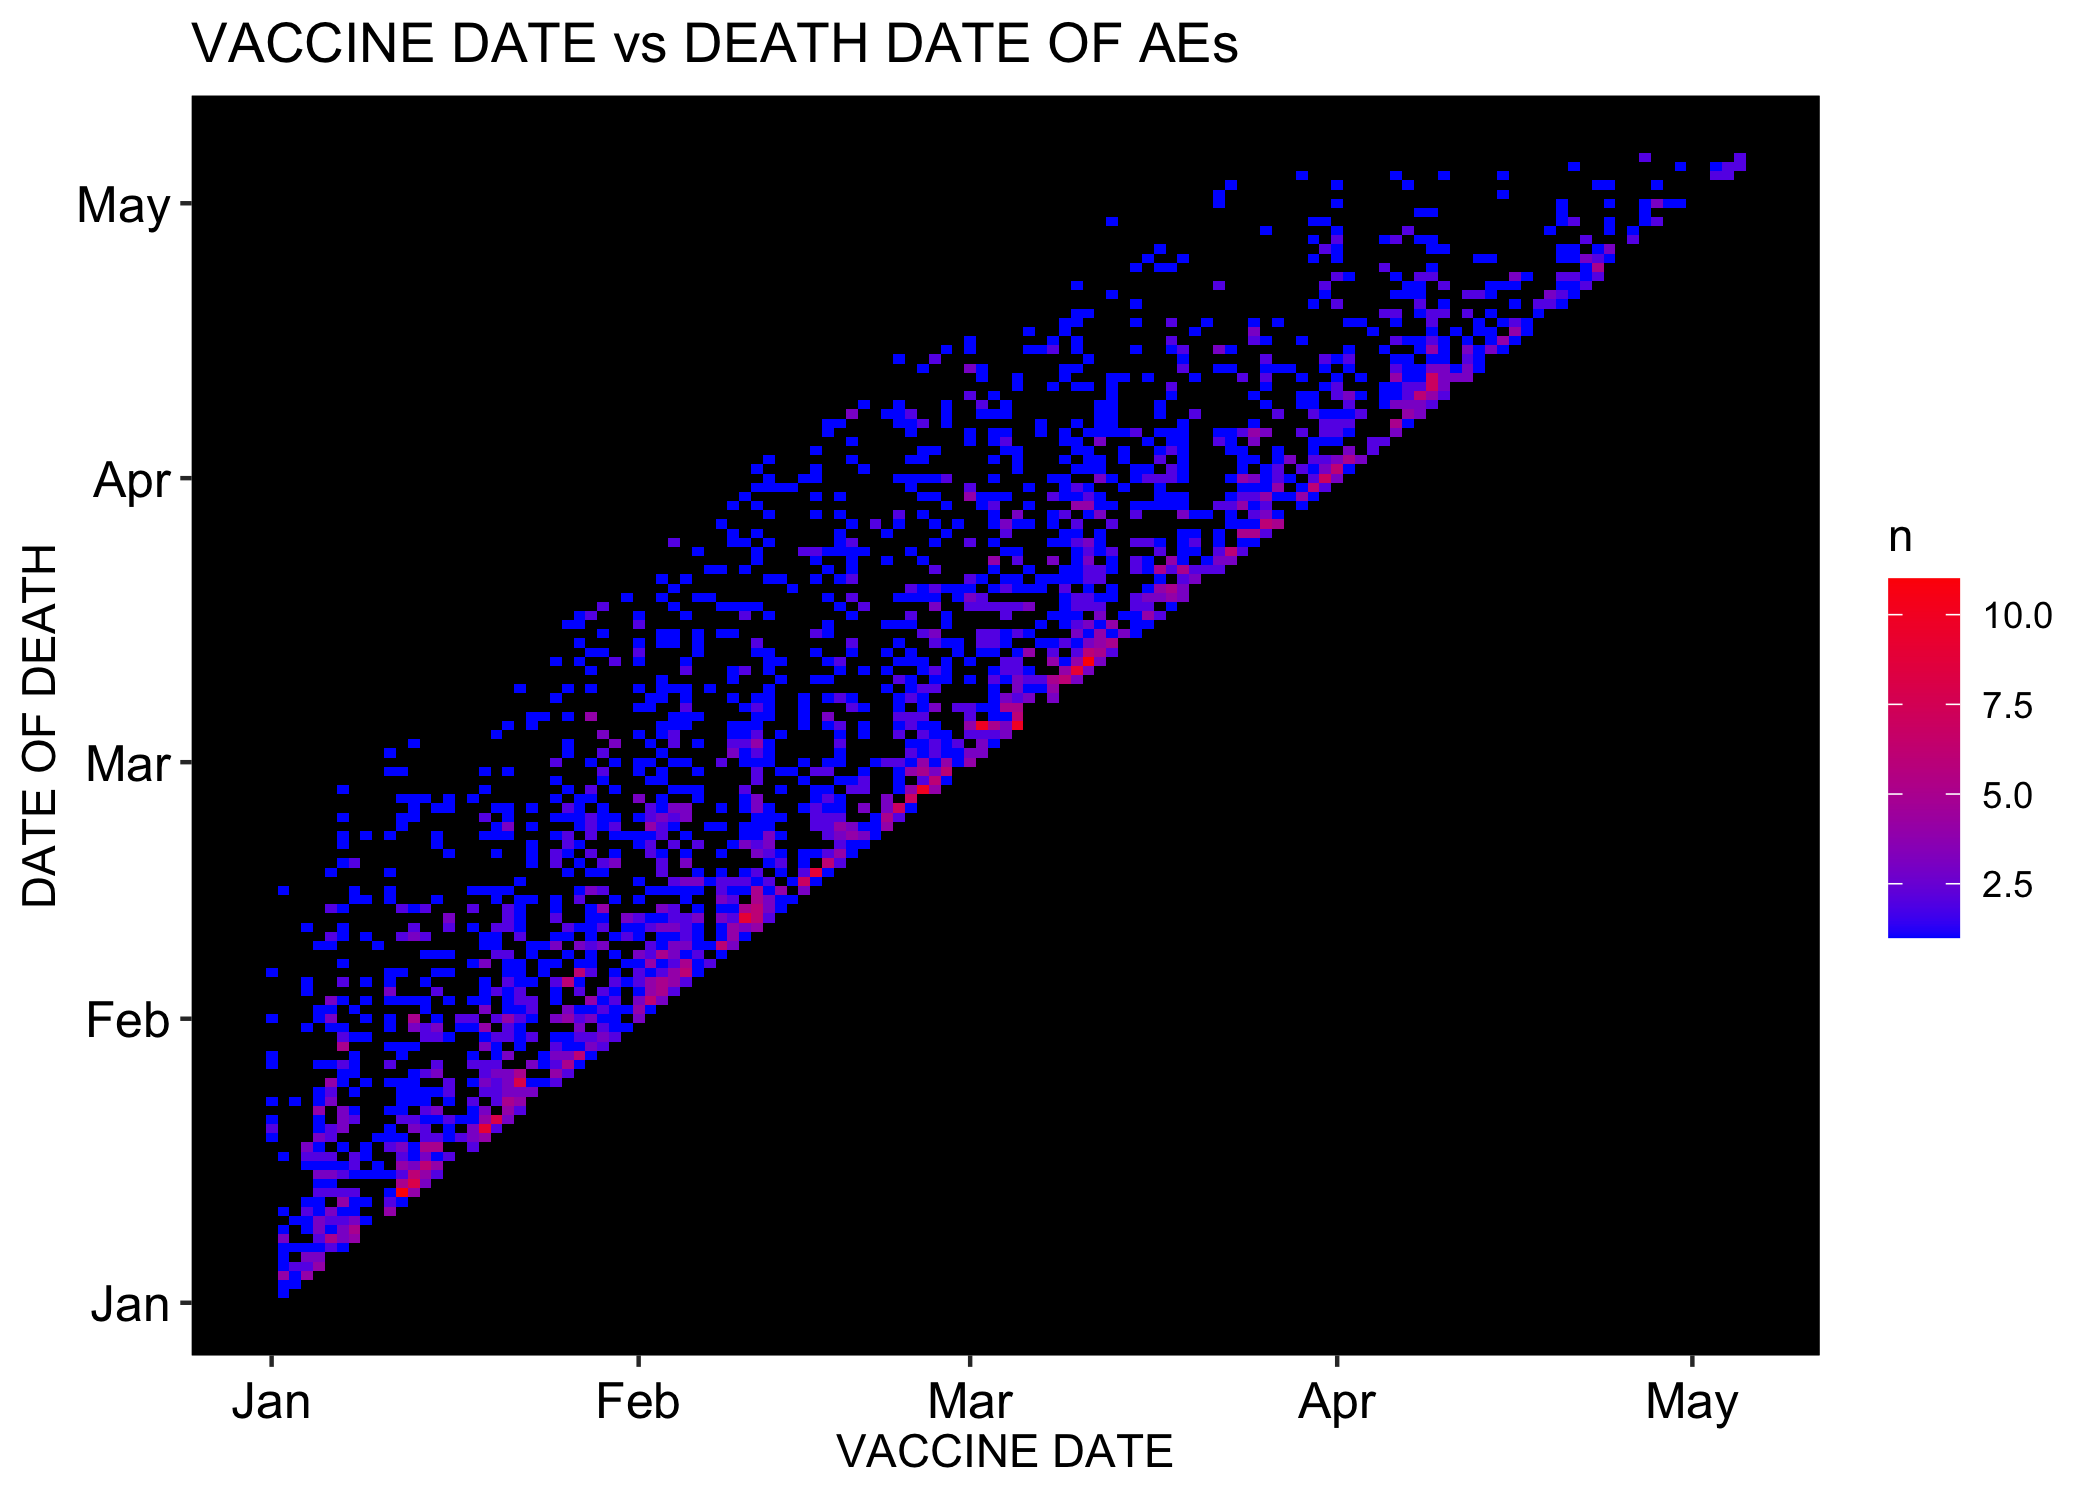 VACCINE DATE vs DEATH DATE OF AEs
DATE OF DEATH
May
Apr
Mar
Feb
Jan
Jan Feb Mar Apr May
VACCINE DATE
n
10.0
7.5
5.0
2.5